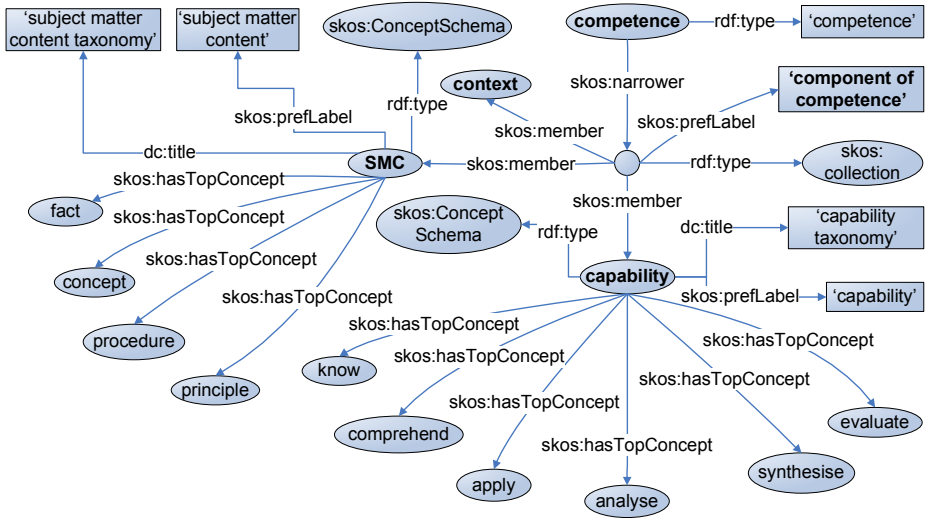 ‘subject matter
content taxonomy’
‘subject matter
content’
skos:ConceptSchema
competence
rdf:type
‘competence’
skos:narrower
context
‘component of
competence’
rdf:type
skos:prefLabel
skos:prefLabel
skos:member
dc:title
SMC
skos:member
rdf:type
skos:
collection
skos:hasTopConcept
fact
skos:member
skos:hasTopConcept
skos:Concept
Schema
rdf:type
dc:title
‘capability
taxonomy’
skos:hasTopConcept
concept
capability
skos:hasTopConcept
skos:prefLabel
‘capability’
procedure
skos:hasTopConcept
know
skos:hasTopConcept
skos:hasTopConcept
skos:hasTopConcept
principle
skos:hasTopConcept
comprehend
evaluate
skos:hasTopConcept
synthesise
apply
analyse